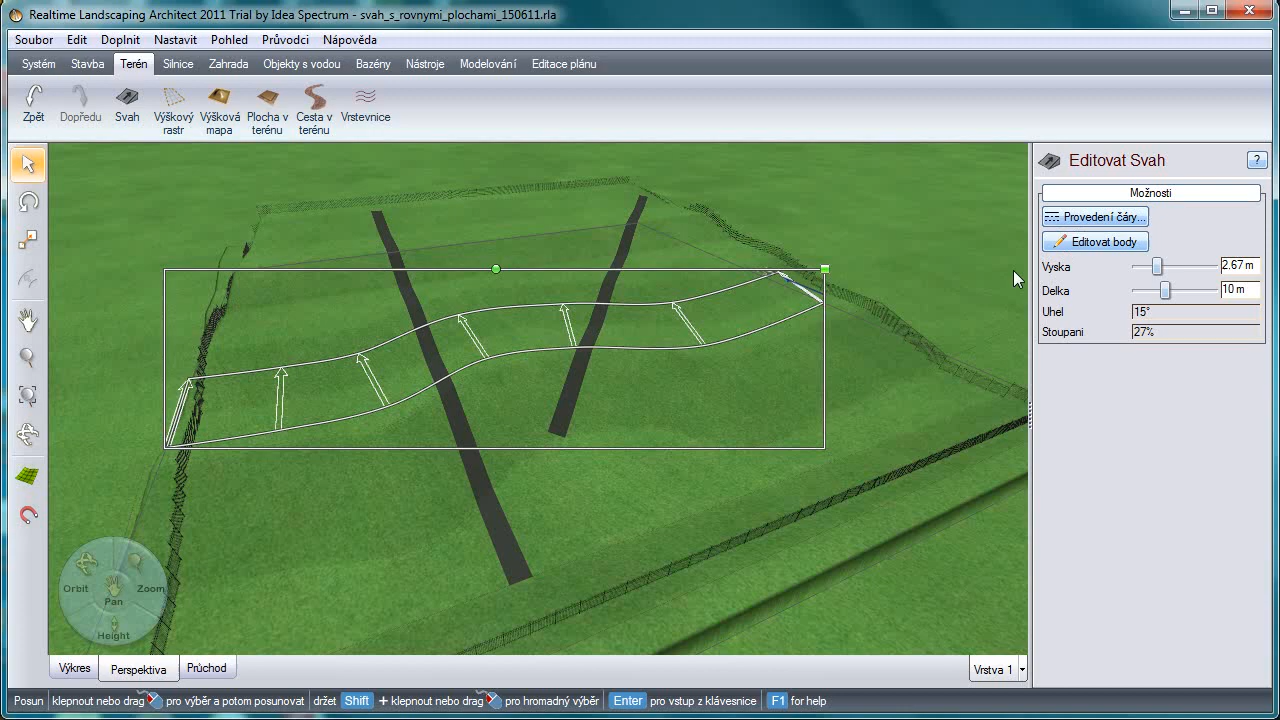 Realtime Landscaping Architect 2011 Trial by Idea Spectrum - svah_s_rovnymi_plochami_150611.rla
Soubor Edit Doplnit Nastavit Pohled Průvodci Nápověda
Systém Stavba Terén Silnice Zahrada Objekty s vodou Bazény Nástroje Modelování Editace plánu
Zpět Dopředu Svah Výškový rastr Výšková mapa Plocha v terénu Cesta v terénu Vrstevnice
Editovat Svah ?
Možnosti
Provedení čáry...
Editovat body
Vyska 2.67 m
Delka 10 m
Uhel 15°
Stoupani 27%
Orbit Zoom
Pan
Height
Výkres Perspektiva Průchod Vrstva 1
Posun klepnout nebo drag pro výběr a potom posunovat držet Shift + klepnout nebo drag pro hromadný výběr Enter pro vstup z klávesnice F1 for help